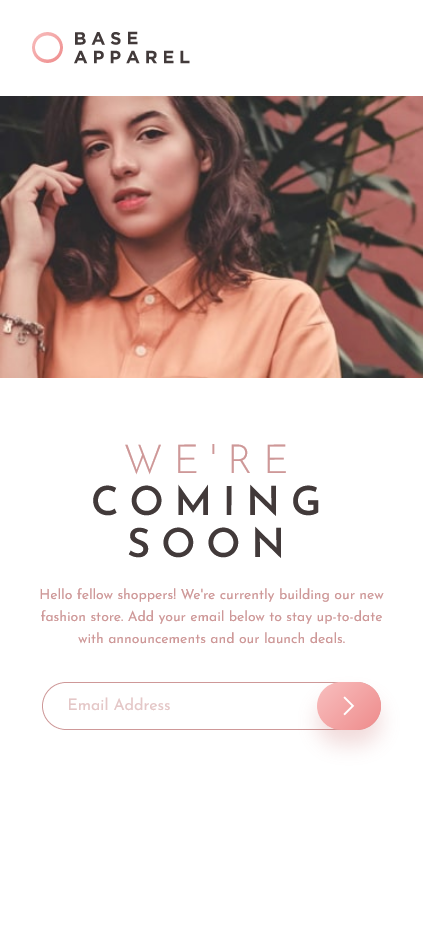 BASE
APPAREL
WE'RE
COMING
SOON
Hello fellow shoppers! We're currently building our new
fashion store. Add your email below to stay up-to-date
with announcements and our launch deals.
Email Address